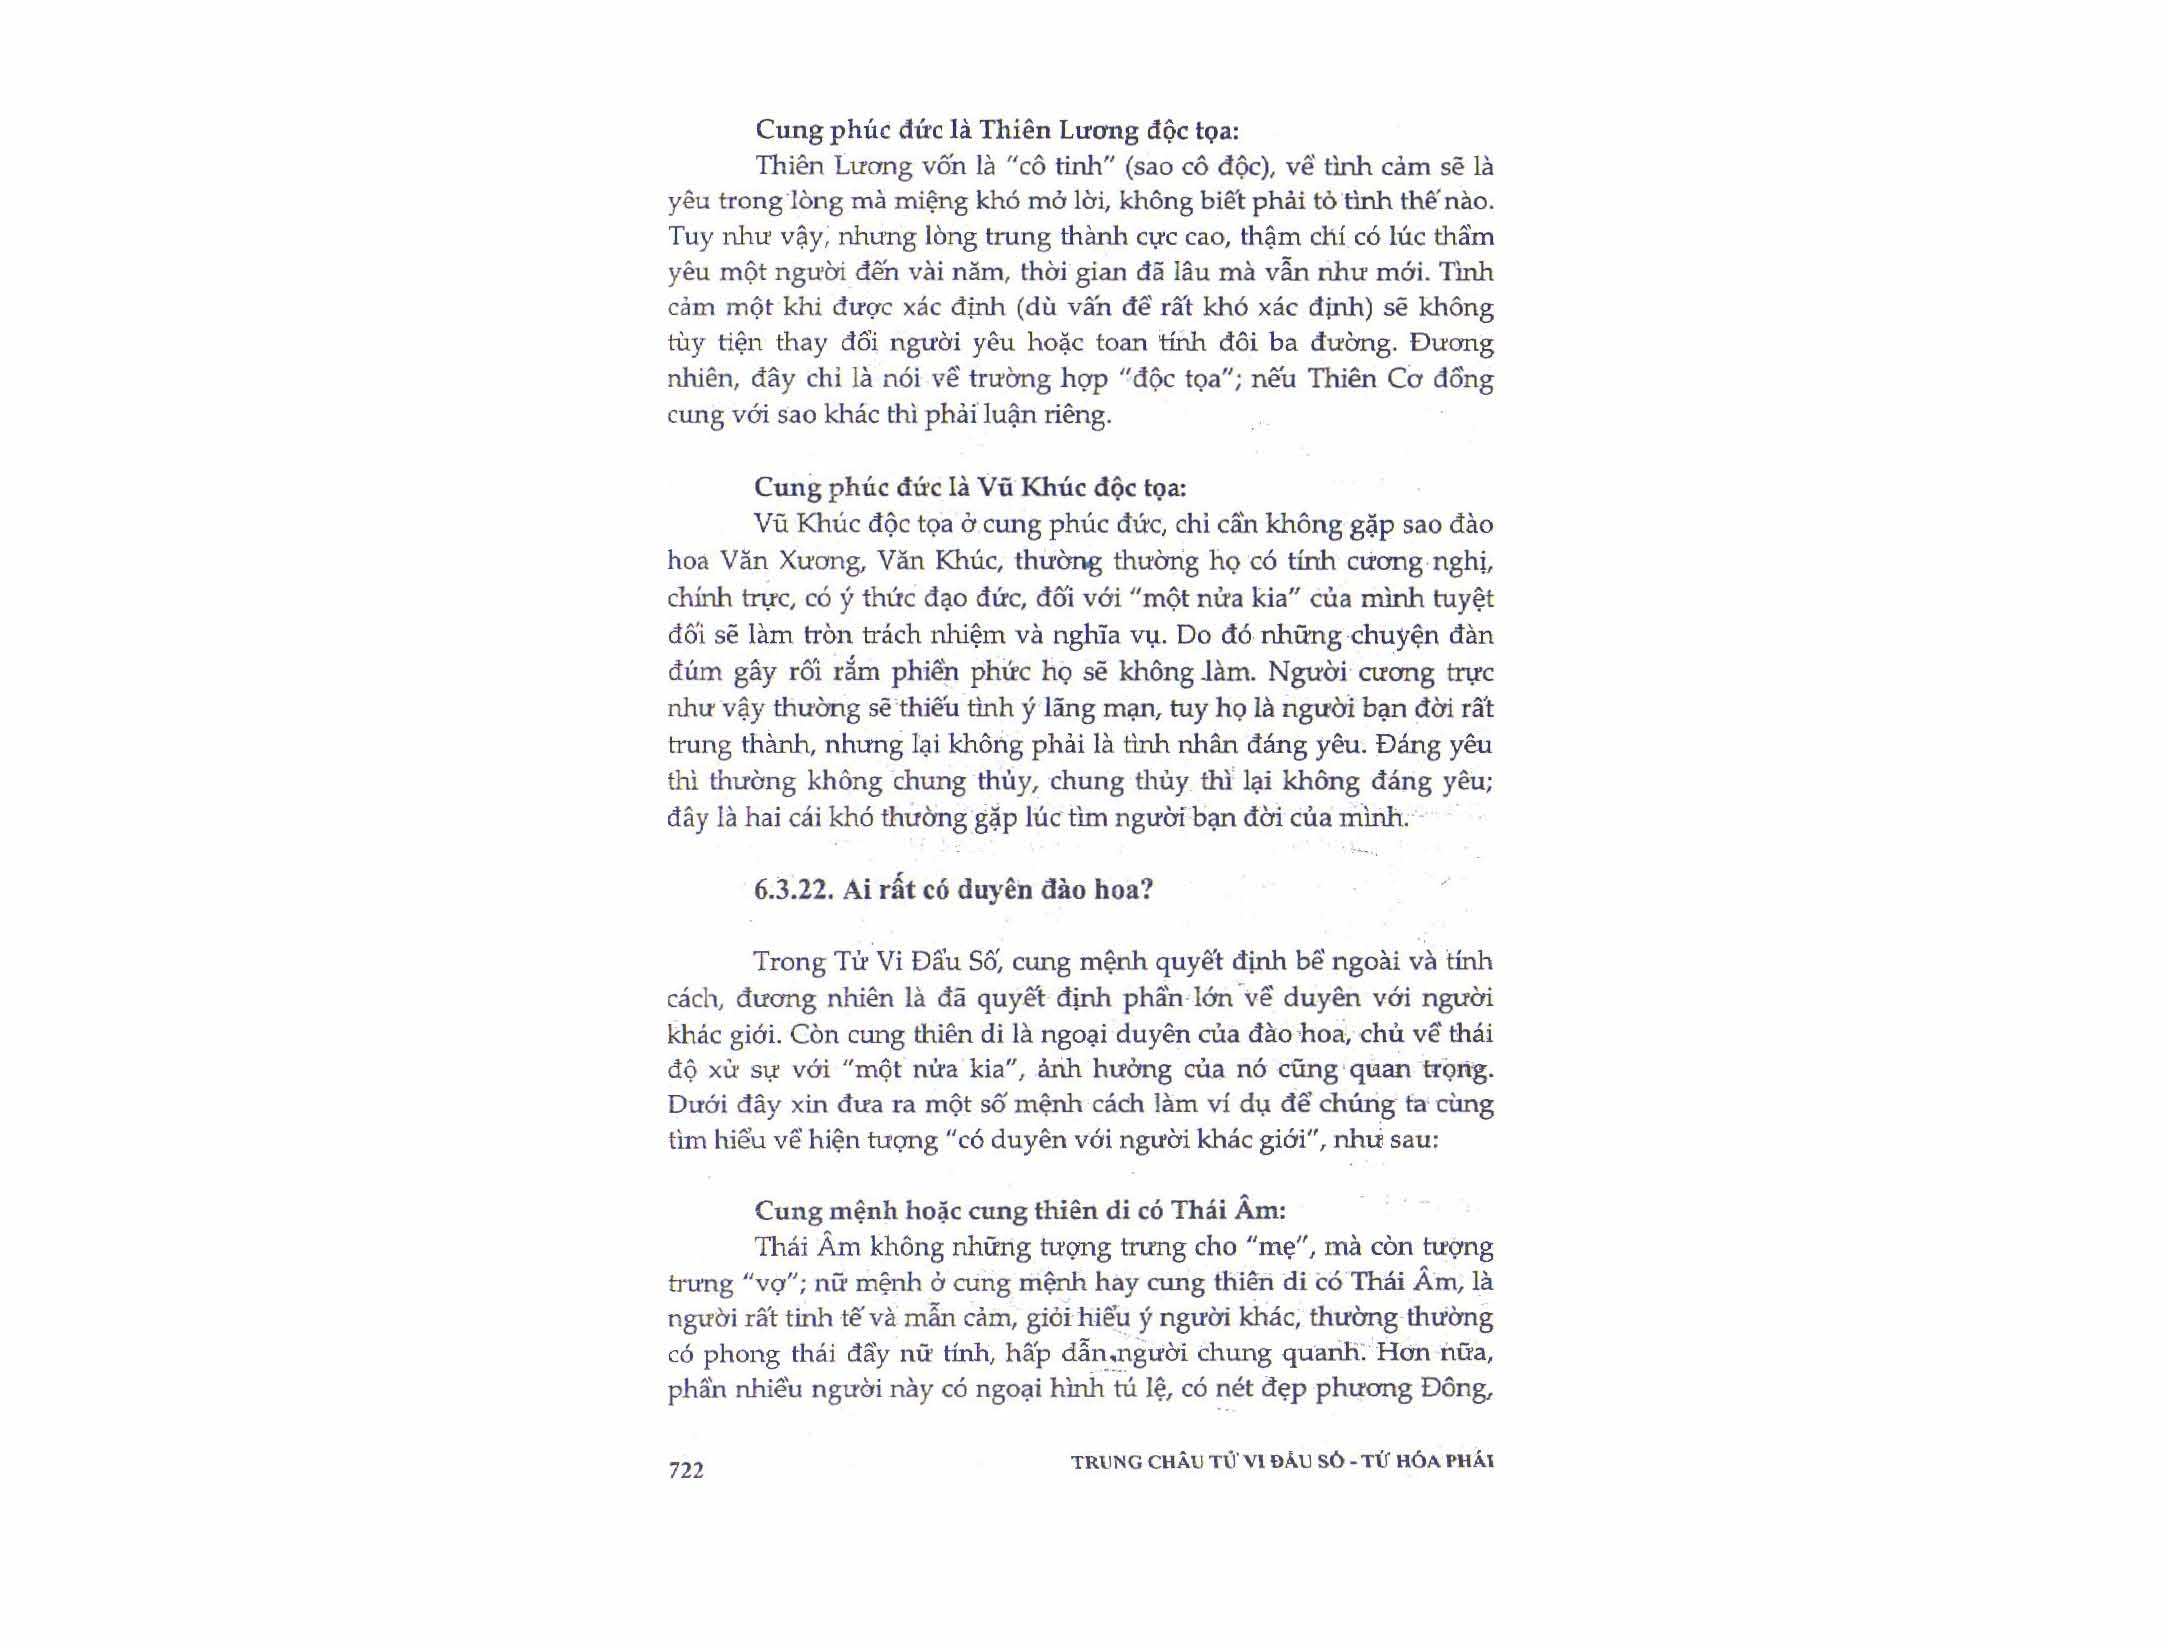 Cung phúc đức là Thiên Lương độc tọa:
Thiên Lương vốn là "cô tinh" (sao cô độc), về tình cảm sẽ là
yêu trong lòng mà miệng khó mở lời, không biết phải tỏ tình thế nào.
Tuy như vậy, nhưng lòng trung thành cực cao, thậm chí có lúc thầm
yêu một người đến vài năm, thời gian đã lâu mà vẫn như mới. Tình
cảm một khi được xác định (dù vấn đề rất khó xác định) sẽ không
tùy tiện thay đổi người yêu hoặc toan tính đôi ba đường. Đương
nhiên, đây chỉ là nói về trường hợp "độc tọa"; nếu Thiên Cơ đồng
cung với sao khác thì phải luận riêng.
Cung phúc đức là Vũ Khúc độc tọa:
Vũ Khúc độc tọa ở cung phúc đức, chỉ cần không gặp sao đào
hoa Văn Xương, Văn Khúc, thường thường họ có tính cương nghị,
chính trực, có ý thức đạo đức, đối với "một nửa kia" của mình tuyệt
đối sẽ làm tròn trách nhiệm và nghĩa vụ. Do đó những chuyện đàn
đúm gây rối rắm phiền phức họ sẽ không làm. Người cương trực
như vậy thường sẽ thiếu tình ý lãng mạn, tuy họ là người bạn đời rất
trung thành, nhưng lại không phải là tình nhân đáng yêu. Đáng yêu
thì thường không chung thủy, chung thủy thì lại không đáng yêu;
đây là hai cái khó thường gặp lúc tìm người bạn đời của mình.
6.3.22. Ai rất có duyên đào hoa?
Trong Tử Vi Đẩu Số, cung mệnh quyết định bề ngoài và tính
cách, đương nhiên là đã quyết định phần lớn về duyên với người
khác giới. Còn cung thiên di là ngoại duyên của đào hoa, chủ về thái
độ xử sự với "một nửa kia", ảnh hưởng của nó cũng quan trọng.
Dưới đây xin đưa ra một số mệnh cách làm ví dụ để chúng ta cùng
tìm hiểu về hiện tượng "có duyên với người khác giới", như sau:
Cung mệnh hoặc cung thiên di có Thái Âm:
Thái Âm không những tượng trưng cho "mẹ", mà còn tượng
trưng "vợ"; nữ mệnh ở cung mệnh hay cung thiên di có Thái Âm, là
người rất tinh tế và mẫn cảm, giỏi hiểu ý người khác, thường thường
có phong thái đầy nữ tính, hấp dẫn người chung quanh. Hơn nữa,
phần nhiều người này có ngoại hình tú lệ, có nét đẹp phương Đông,
722
TRUNG CHÂU TỬ VI ĐẨU SỐ - TỨ HÓA PHÁI